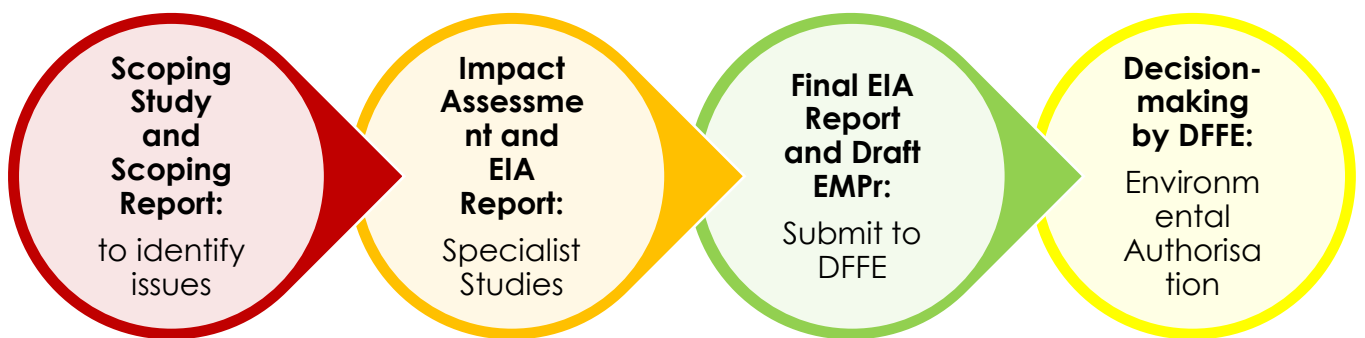 Scoping
Study
and
Scoping
Report:
to identify
issues
Impact
Assessme
nt and
EIA
Report:
Specialist
Studies
Final EIA
Report
and Draft
EMPr:
Submit to
DFFE
Decision-
making
by DFFE:
Environm
ental
Authorisa
tion